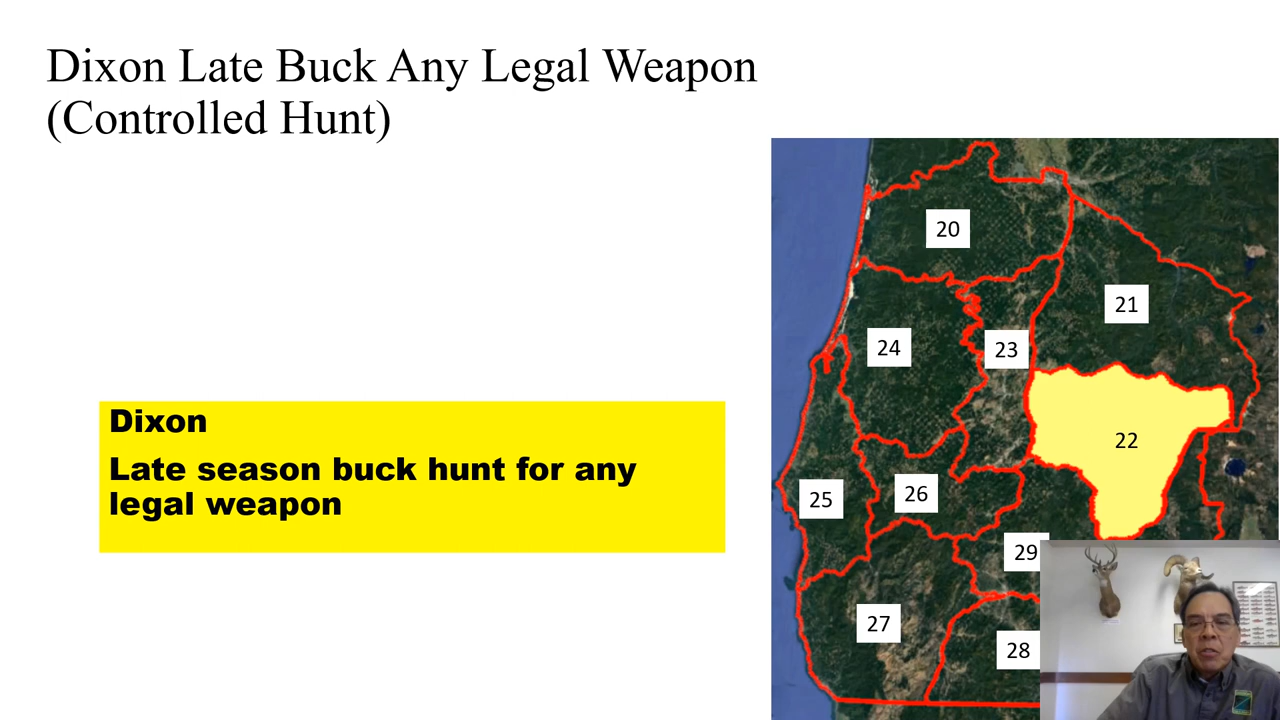 Dixon Late Buck Any Legal Weapon
(Controlled Hunt)
20
21
24
23
22
25
26
29
27
28
Dixon
Late season buck hunt for any
legal weapon